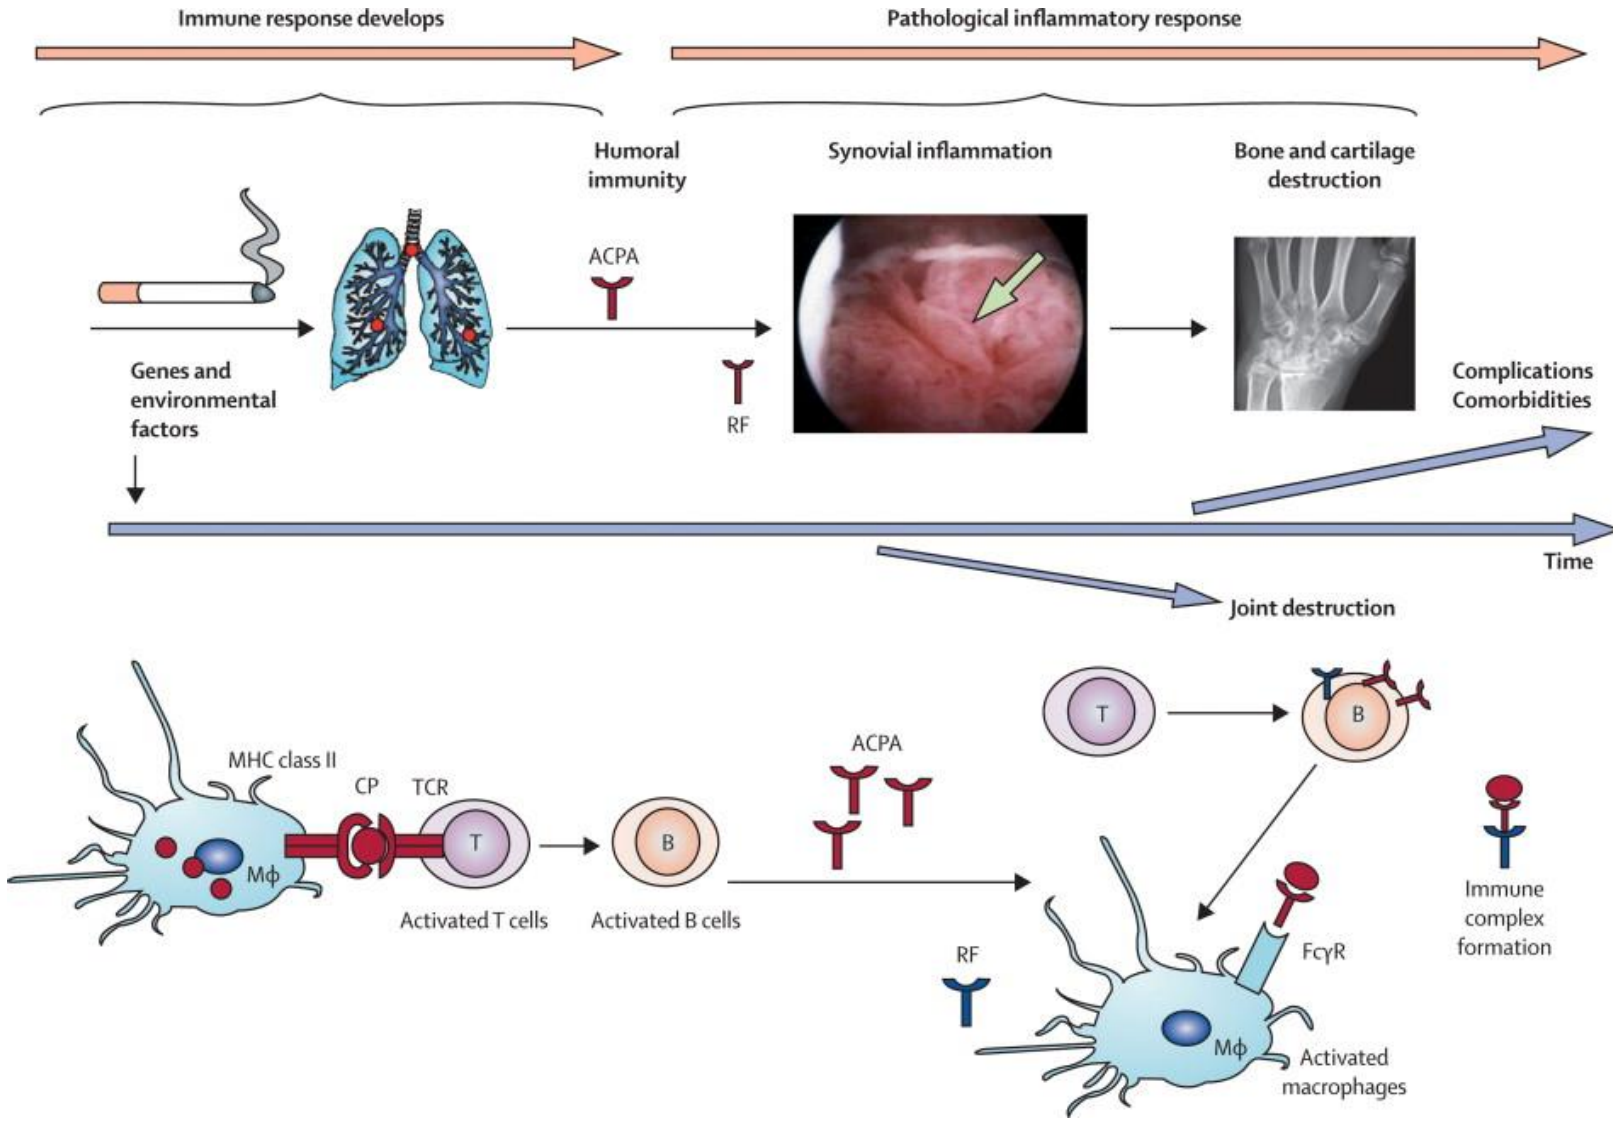 Immune response develops
Pathological inflammatory response
Humoral
immunity
Synovial inflammation
Bone and cartilage
destruction
ACPA
RF
Genes and
environmental
factors
Complications
Comorbidities
Time
Joint destruction
MHC class II
CP
TCR
T
B
Mϕ
Activated T cells
Activated B cells
ACPA
RF
T
B
FcγR
Mϕ
Activated
macrophages
Immune
complex
formation